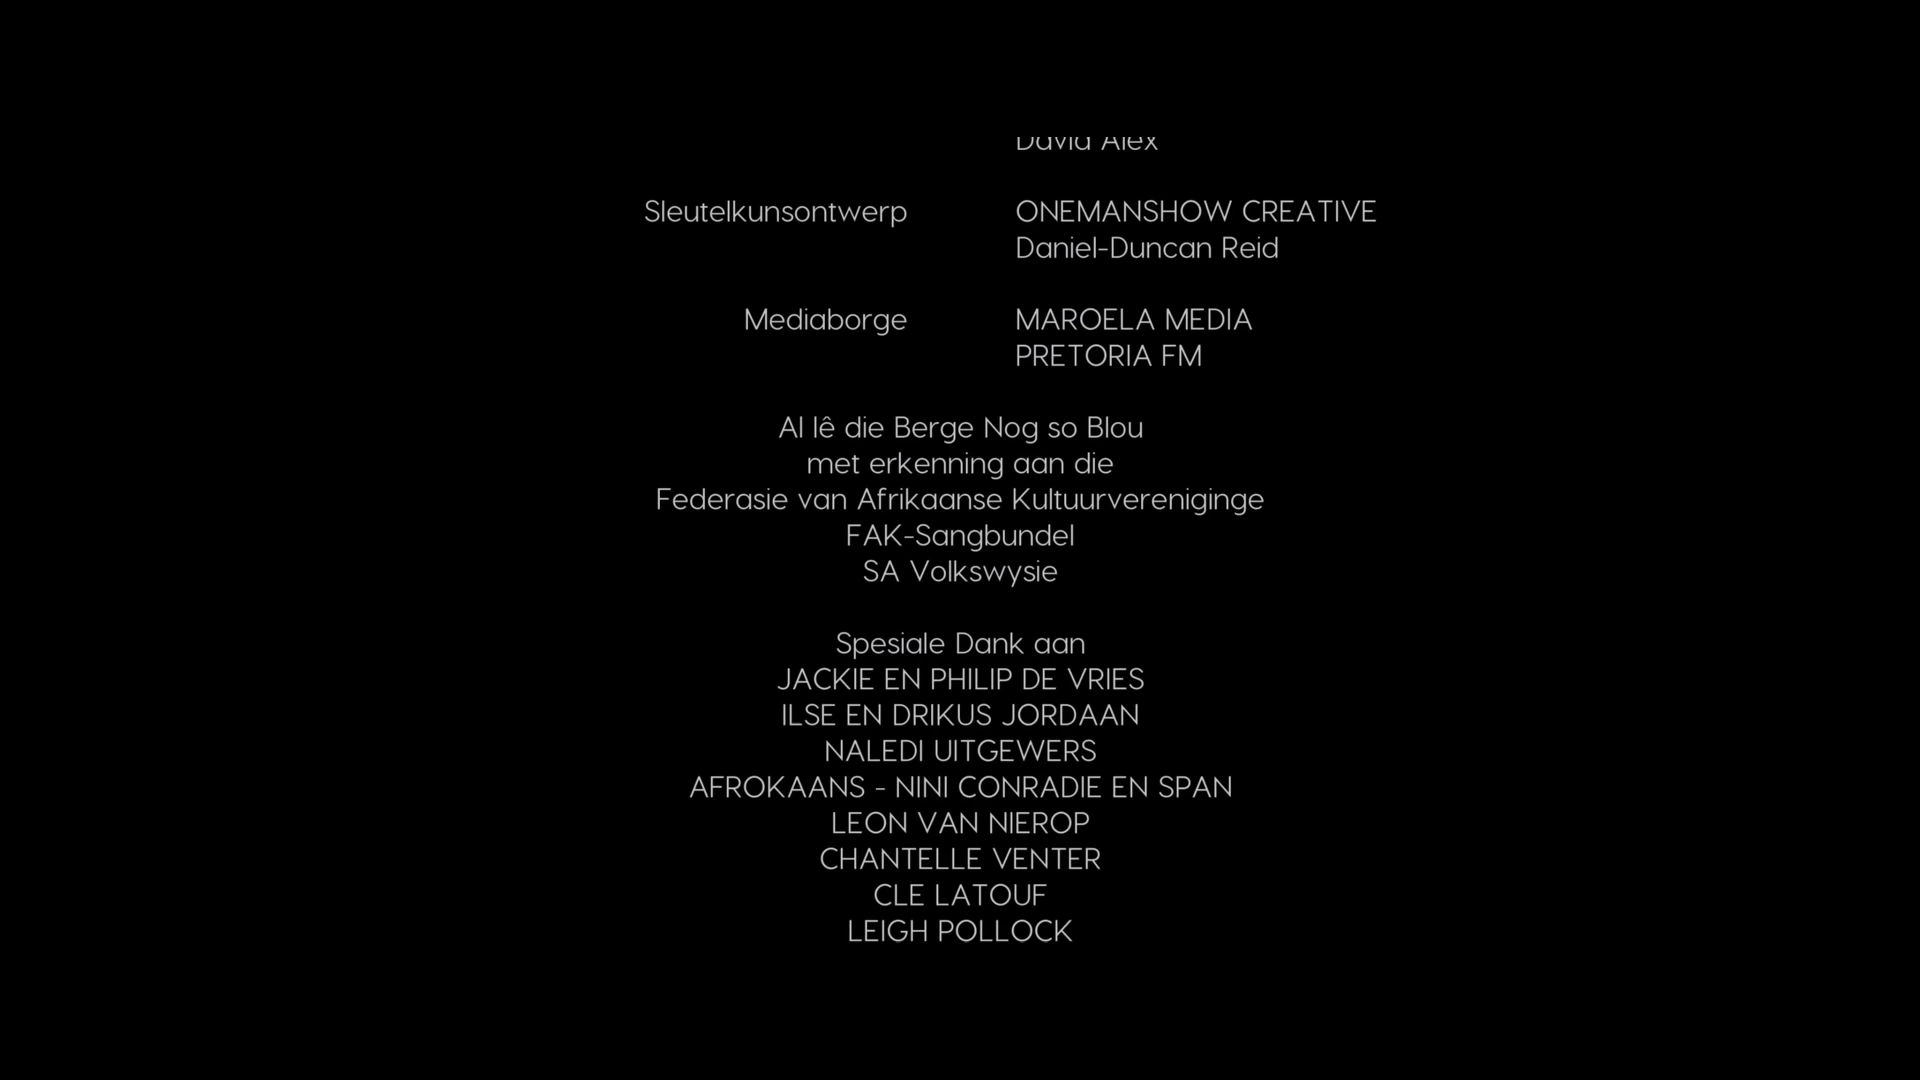 David Alex
Sleutelkunsontwerp ONEMANSHOW CREATIVE
Daniel-Duncan Reid
Mediaborge MAROELA MEDIA
PRETORIA FM
Al lê die Berge Nog so Blou
met erkenning aan die
Federasie van Afrikaanse Kultuurvereniginge
FAK-Sangbundel
SA Volkswysie
Spesiale Dank aan
JACKIE EN PHILIP DE VRIES
ILSE EN DRIKUS JORDAAN
NALEDI UITGEWERS
AFROKAANS - NINI CONRADIE EN SPAN
LEON VAN NIEROP
CHANTELLE VENTER
CLE LATOUF
LEIGH POLLOCK